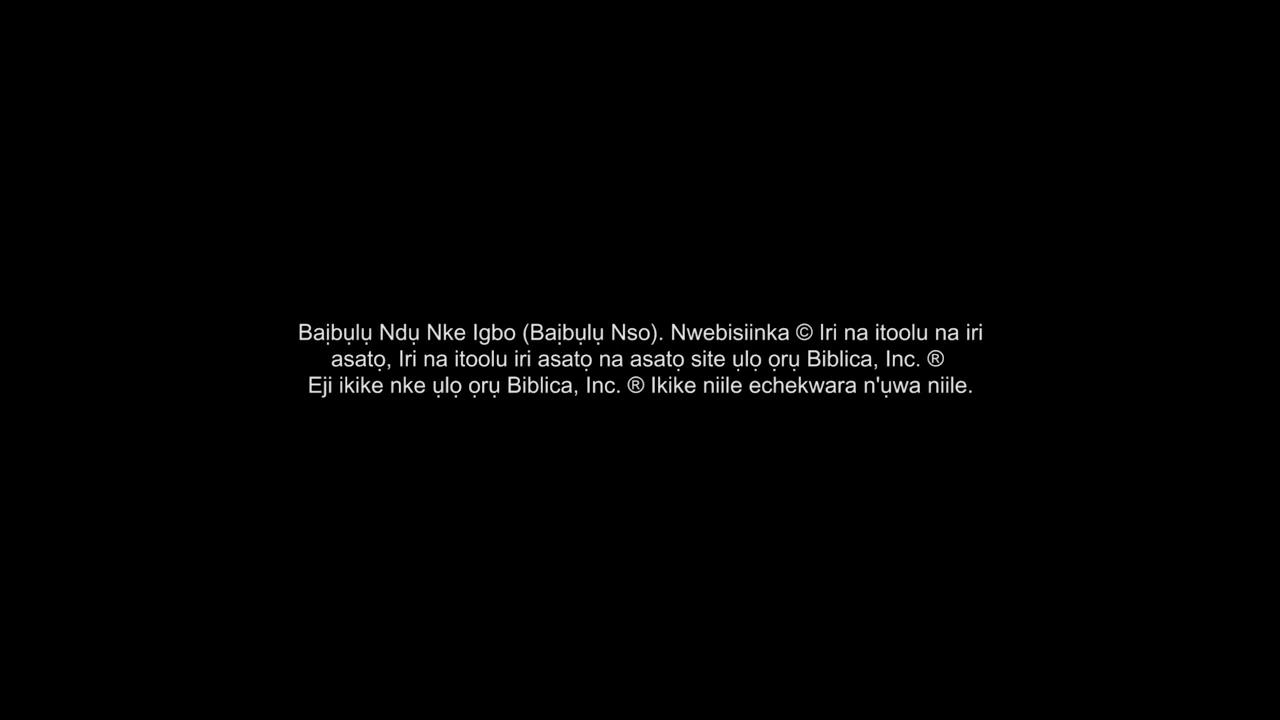 Baịbụlụ Ndụ Nke Igbo (Baịbụlụ Nso). Nwebisiinka © Iri na itoolu na iri
asatọ, Iri na itoolu iri asatọ na asatọ site ụlọ ọrụ Biblica, Inc. ®
Eji ikike nke ụlọ ọrụ Biblica, Inc. ® Ikike niile echekwara n'ụwa niile.